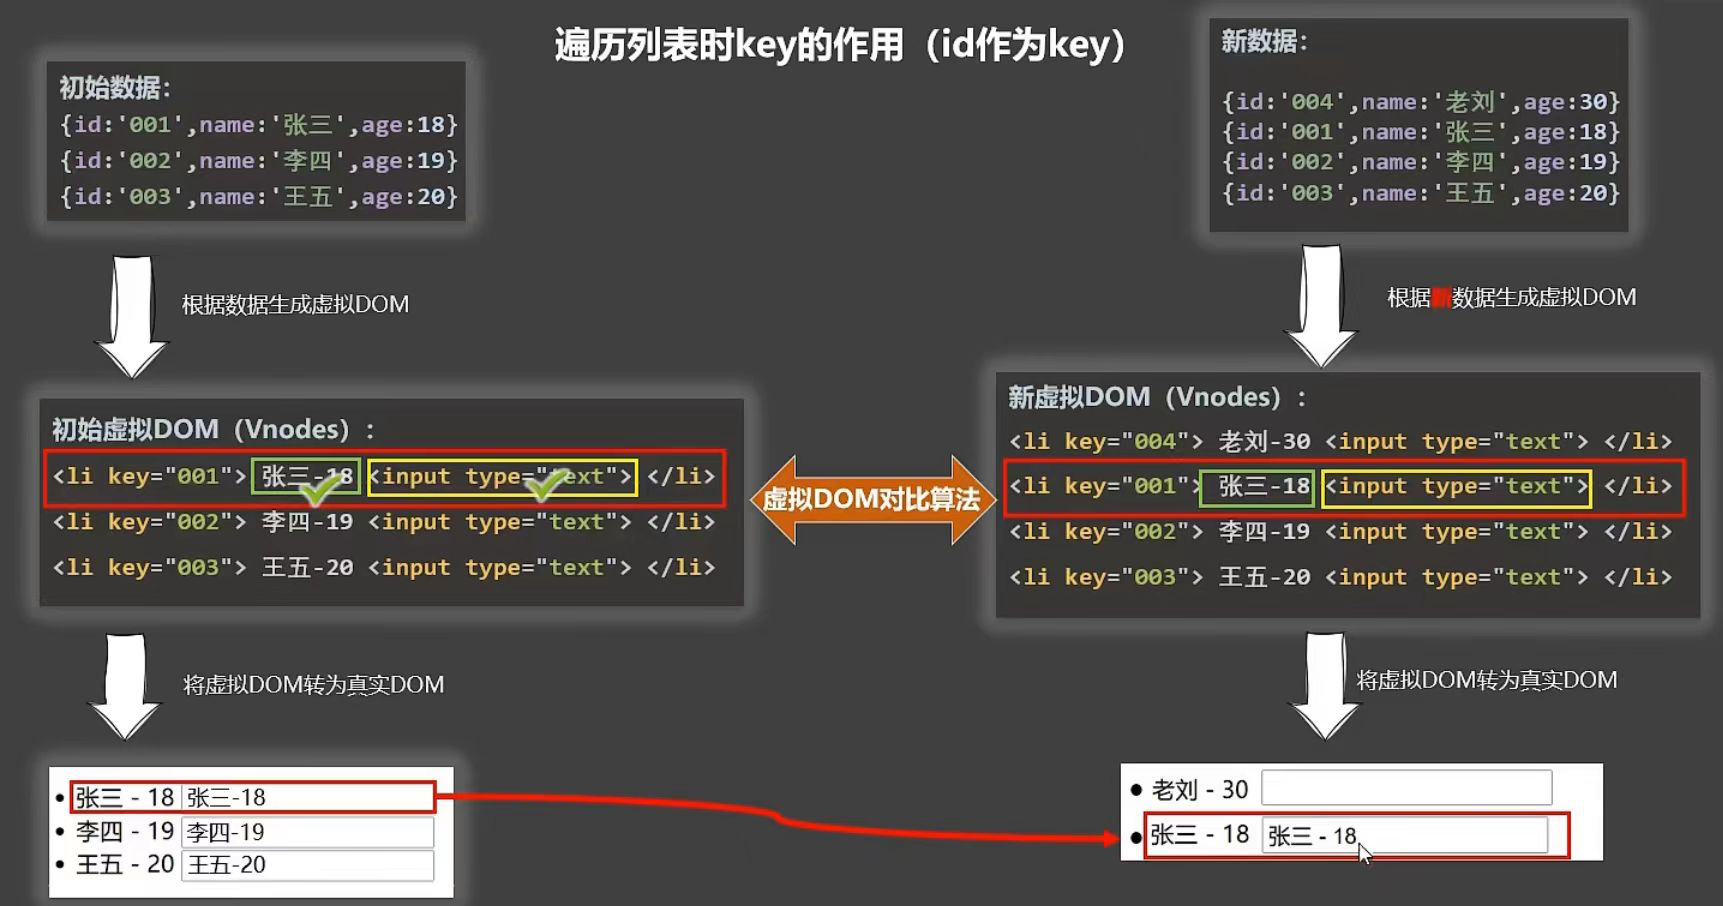 遍历列表时key的作用（id作为key）
初始数据：
{id:'001',name:'张三',age:18}
{id:'002',name:'李四',age:19}
{id:'003',name:'王五',age:20}
新数据：
{id:'004',name:'老刘',age:30}
{id:'001',name:'张三',age:18}
{id:'002',name:'李四',age:19}
{id:'003',name:'王五',age:20}
根据数据生成虚拟DOM
根据新数据生成虚拟DOM
初始虚拟DOM（Vnodes）：
<li key="001"> 张三-18 <input type="text"> </li>
<li key="002"> 李四-19 <input type="text"> </li>
<li key="003"> 王五-20 <input type="text"> </li>
虚拟DOM对比算法
新虚拟DOM（Vnodes）：
<li key="004"> 老刘-30 <input type="text"> </li>
<li key="001"> 张三-18 <input type="text"> </li>
<li key="002"> 李四-19 <input type="text"> </li>
<li key="003"> 王五-20 <input type="text"> </li>
将虚拟DOM转为真实DOM
将虚拟DOM转为真实DOM
张三 - 18 张三-18
李四 - 19 李四-19
王五 - 20 王五-20
老刘 - 30
张三 - 18 张三 - 18